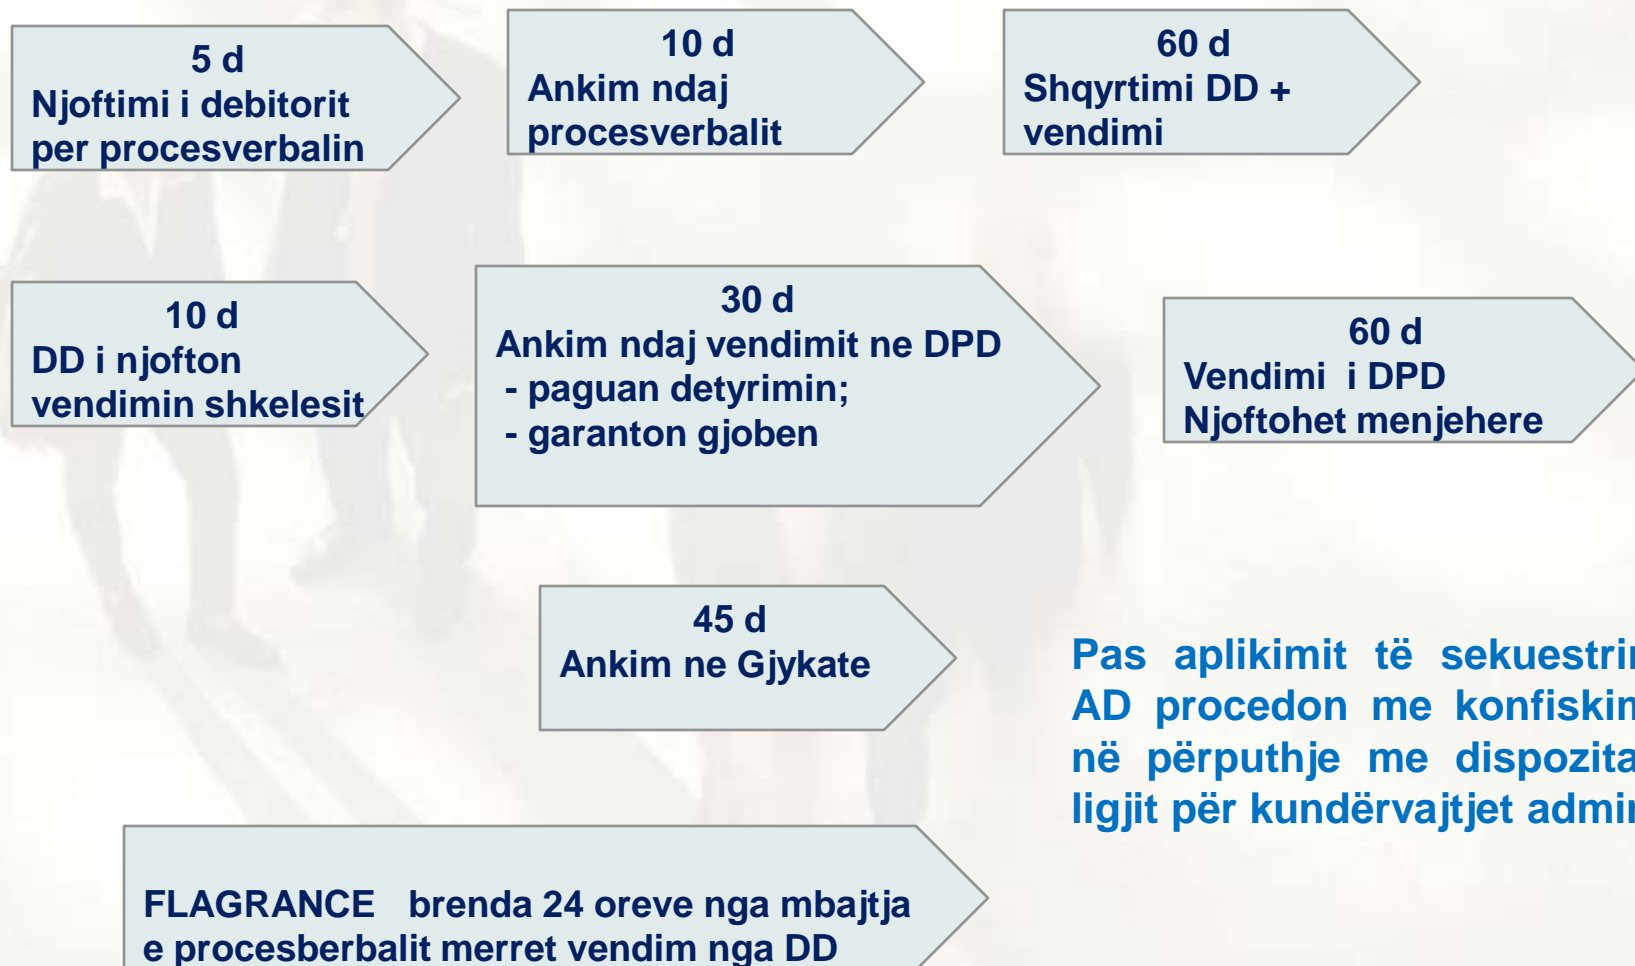 5 d
Njoftimi i debitorit
per procesverbalin
10 d
Ankim ndaj
procesverbalit
60 d
Shqyrtimi DD +
vendimi
10 d
DD i njofton
vendimin shkelesit
30 d
Ankim ndaj vendimit ne DPD
- paguan detyrimin;
- garanton gjoben
60 d
Vendimi i DPD
Njoftohet menjehere
45 d
Ankim ne Gjykate
Pas aplikimit të
AD procedon me
në përputhje me
ligjit për kundërvajtjet
FLAGRANCE brenda 24 oreve nga mbajtja
e procesberbalit merret vendim nga DD